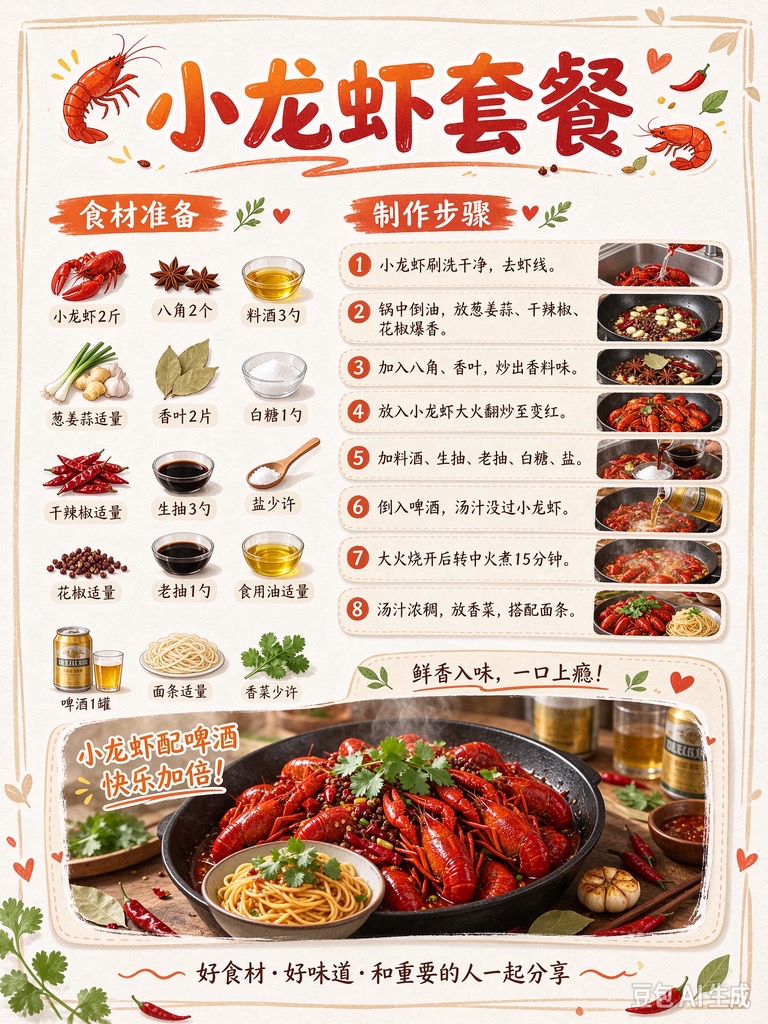 小龙虾套餐
食材准备
小龙虾2斤
八角2个
料酒3勺
葱姜蒜适量
香叶2片
白糖1勺
干辣椒适量
生抽3勺
盐少许
花椒适量
老抽1勺
食用油适量
啤酒1罐
面条适量
香菜少许
制作步骤
1 小龙虾刷洗干净，去虾线。
2 锅中倒油，放葱姜蒜、干辣椒、
花椒爆香。
3 加入八角、香叶，炒出香料味。
4 放入小龙虾大火翻炒至变红。
5 加料酒、生抽、老抽、白糖、盐。
6 倒入啤酒，汤汁没过小龙虾。
7 大火烧开后转中火煮15分钟。
8 汤汁浓稠，放香菜，搭配面条。
鲜香入味，一口上瘾！
小龙虾配啤酒
快乐加倍！
好食材·好味道·和重要的人一起分享
豆包AI生成